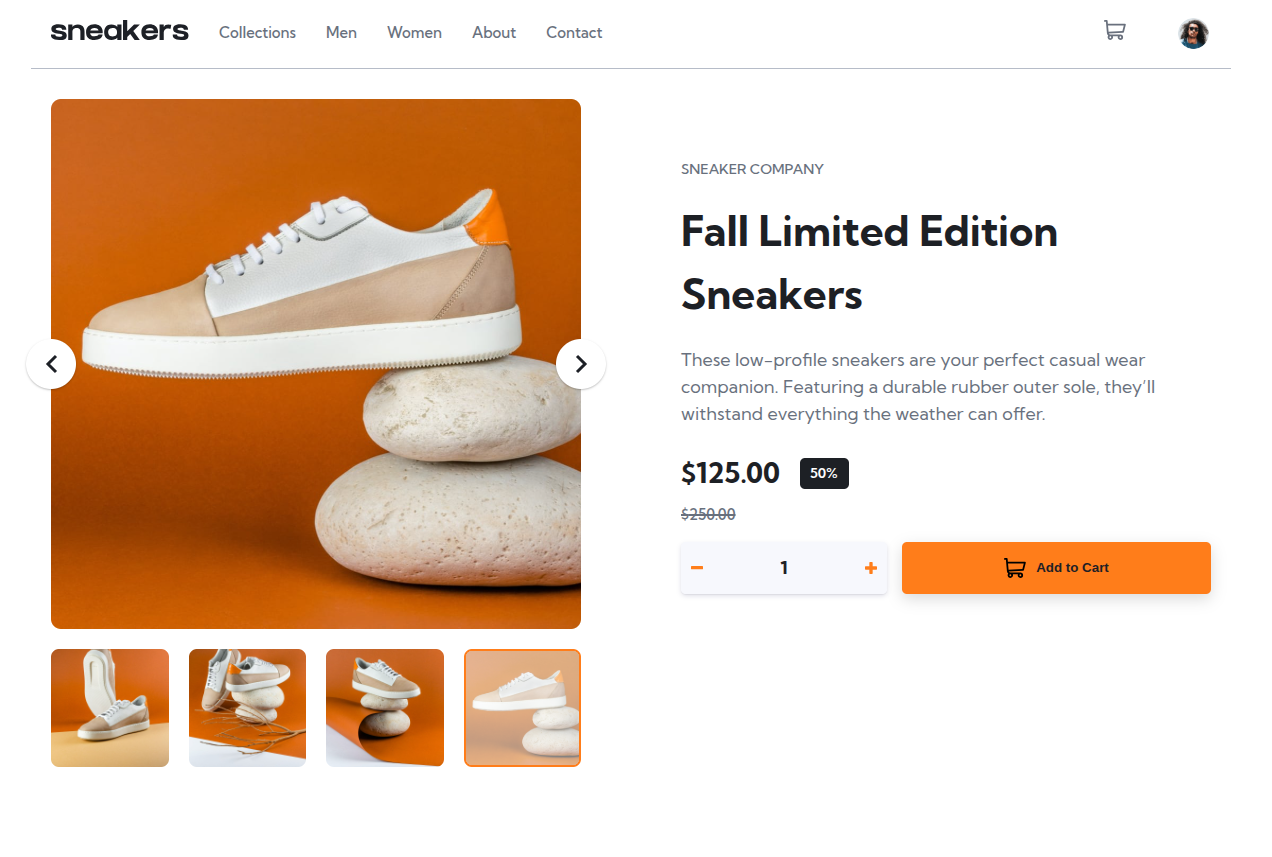 sneakers Collections Men Women About Contact
SNEAKER COMPANY
Fall Limited Edition
Sneakers
These low-profile sneakers are your perfect casual wear
companion. Featuring a durable rubber outer sole, they’ll
withstand everything the weather can offer.
$125.00 50%
$250.00
1 Add to Cart